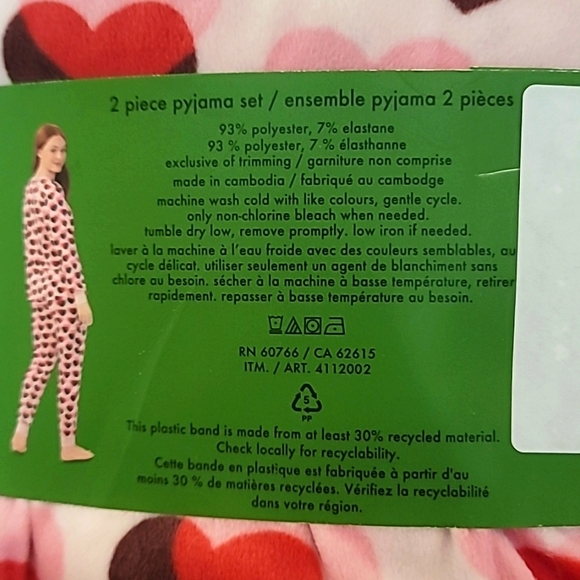 2 piece pyjama set / ensemble pyjama 2 pièces
93% polyester, 7% elastane
93 % polyester, 7 % élasthanne
exclusive of trimming / garniture non comprise
made in cambodia / fabriqué au cambodge
machine wash cold with like colours, gentle cycle.
only non-chlorine bleach when needed.
tumble dry low, remove promptly. low iron if needed.
laver à la machine à l'eau froide avec des couleurs semblables, au
cycle délicat. utiliser seulement un agent de blanchiment sans
chlore au besoin. sécher à la machine à basse température, retirer
rapidement. repasser à basse température au besoin.
RN 60766 / CA 62615
ITM. / ART. 4112002
5
PP
This plastic band is made from at least 30% recycled material.
Check locally for recyclability.
Cette bande en plastique est fabriquée à partir d'au
moins 30 % de matières recyclées. Vérifiez la recyclabilité
dans votre région.